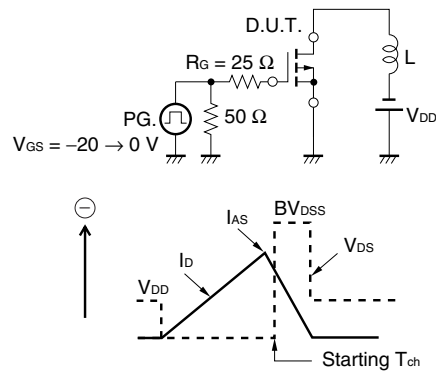 D.U.T.
RG = 25 Ω
L
PG.
50 Ω
VDD
VGS = −20 → 0 V
−
IAS
BVDSS
ID
VDS
VDD
Starting Tch